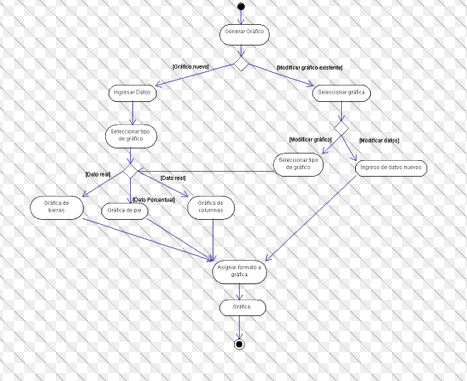 Generar Gráfico
[Gráfico nuevo]
[Modificar gráfico existente]
Ingresar Datos
Seleccionar gráfica
Seleccionar tipo
de gráfico
[Modificar gráfico]
[Modificar datos]
Seleccionar tipo
de gráfico
Ingreso de datos nuevos
[Dato real]
[Dato real]
[Dato Porcentual]
Gráfica de
barras
Gráfica de pie
Gráfica de
columnas
Asignar formato a
gráfica
Gráfico